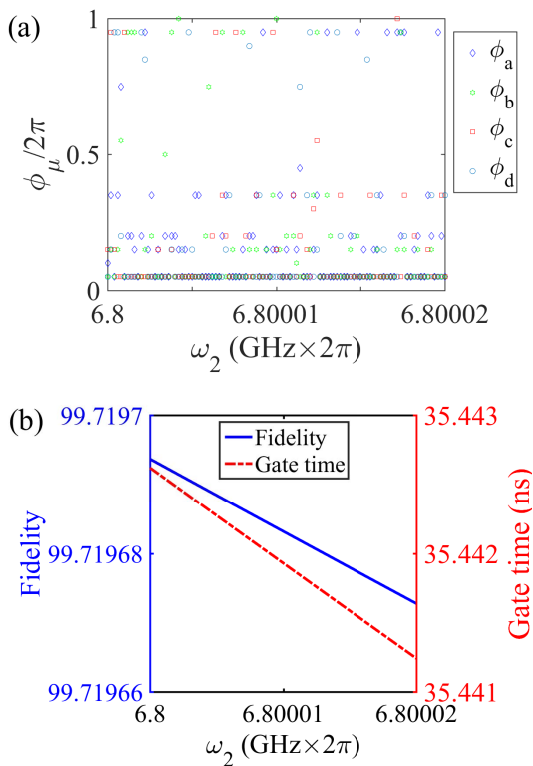 (a)
1
0.5
0
ϕμ/2π
6.8
6.80001
6.80002
ω2 (GHz×2π)
ϕa
ϕb
ϕc
ϕd
(b)
99.7197
99.71968
99.71966
Fidelity
Fidelity
Gate time
35.443
35.442
35.441
Gate time (ns)
6.8
6.80001
6.80002
ω2 (GHz×2π)